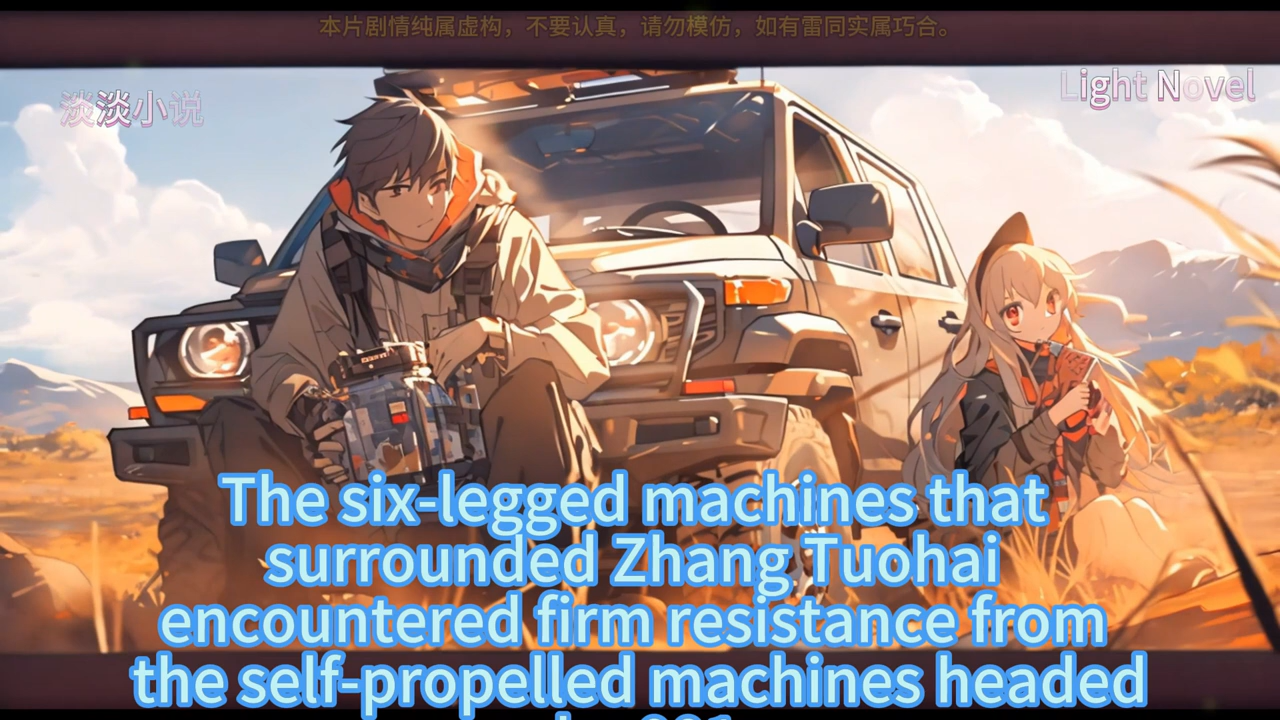 本片剧情纯属虚构，不要认真，请勿模仿，如有雷同实属巧合。
淡淡小说
Light Novel
The six-legged machines that
surrounded Zhang Tuohai
encountered firm resistance from
the self-propelled machines headed